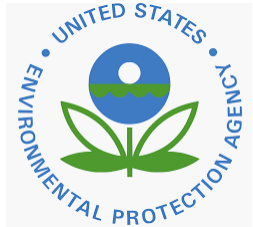 UNITED STATES
ENVIRONMENTAL PROTECTION AGENCY